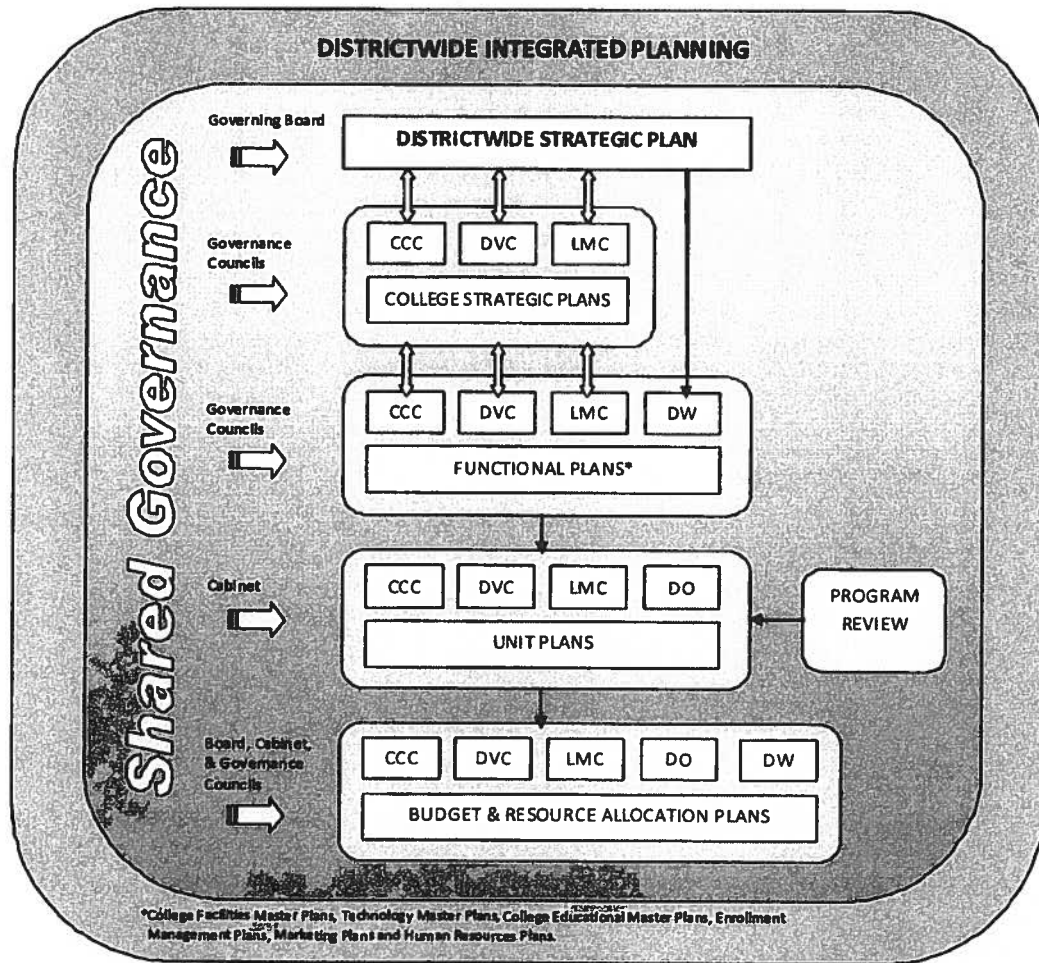 DISTRICTWIDE INTEGRATED PLANNING
Shared Governance
Governing Board
DISTRICTWIDE STRATEGIC PLAN
CCC DVC LMC
Governance
Councils
COLLEGE STRATEGIC PLANS
Governance
Councils
CCC DVC LMC DW
FUNCTIONAL PLANS*
Cabinet
CCC DVC LMC DO
UNIT PLANS
PROGRAM
REVIEW
Board, Cabinet,
& Governance
Councils
CCC DVC LMC DO DW
BUDGET & RESOURCE ALLOCATION PLANS
*College Facilities Master Plans, Technology Master Plans, College Educational Master Plans, Enrollment
Management Plans, Marketing Plans and Human Resources Plans.